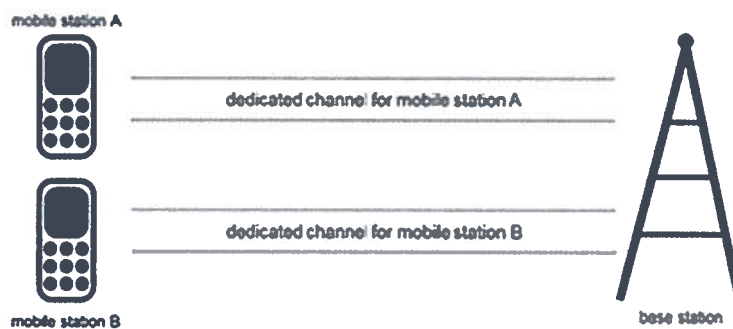 mobile station A
dedicated channel for mobile station A
dedicated channel for mobile station B
mobile station B
base station